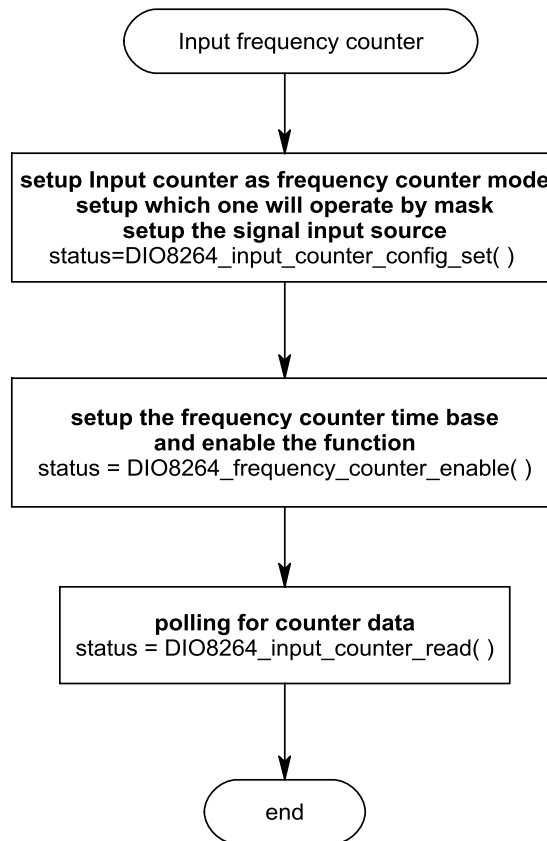 Input frequency counter
setup Input counter as frequency counter mode
setup which one will operate by mask
setup the signal input source
status=DIO8264_input_counter_config_set( )
setup the frequency counter time base
and enable the function
status = DIO8264_frequency_counter_enable( )
polling for counter data
status = DIO8264_input_counter_read( )
end